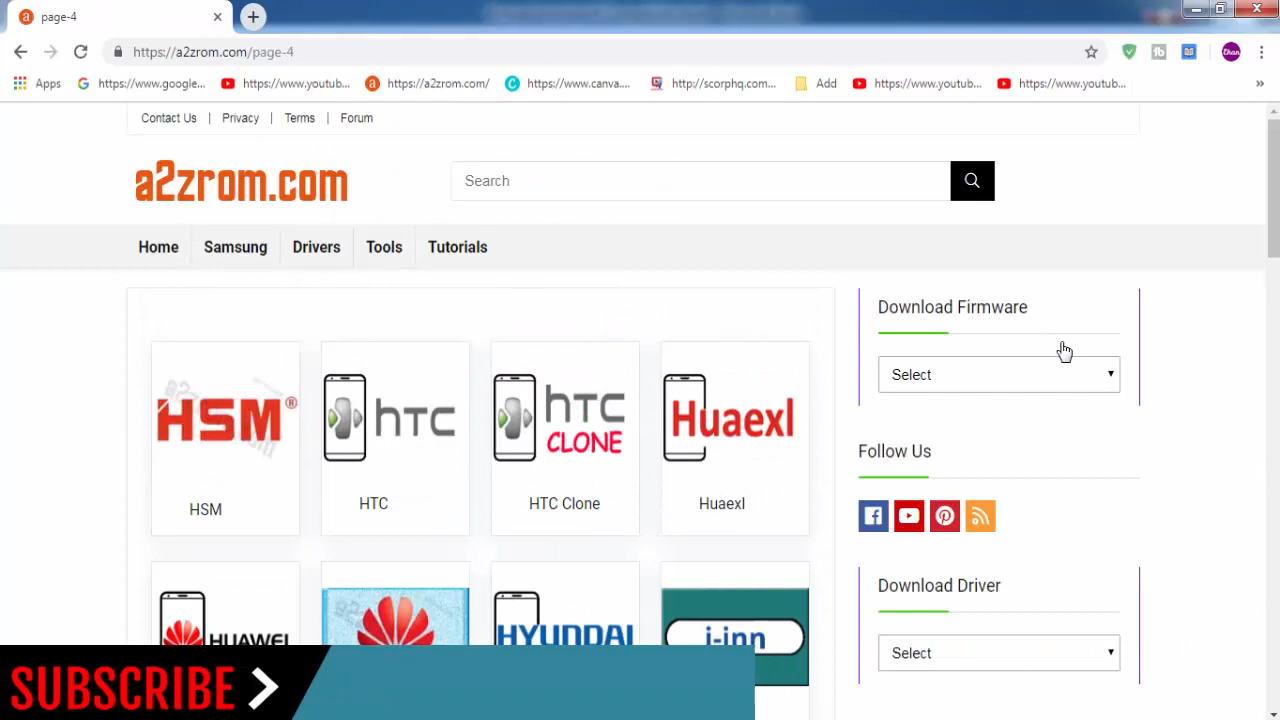 page-4
https://a2zrom.com/page-4
Ehan
Apps
https://www.google...
https://www.youtub...
https://a2zrom.com/
https://www.canva....
http://scorphq.com...
Add
https://www.youtub...
https://www.youtub...
Contact Us | Privacy | Terms | Forum
a2zrom.com
Search
Home
Samsung
Drivers
Tools
Tutorials
Download Firmware
Select
HSM®
hTC
hTC CLONE
Huaexl
HSM
HTC
HTC Clone
Huaexl
Follow Us
Download Driver
Select
HUAWEI
HYUNDAI
i-inn
SUBSCRIBE